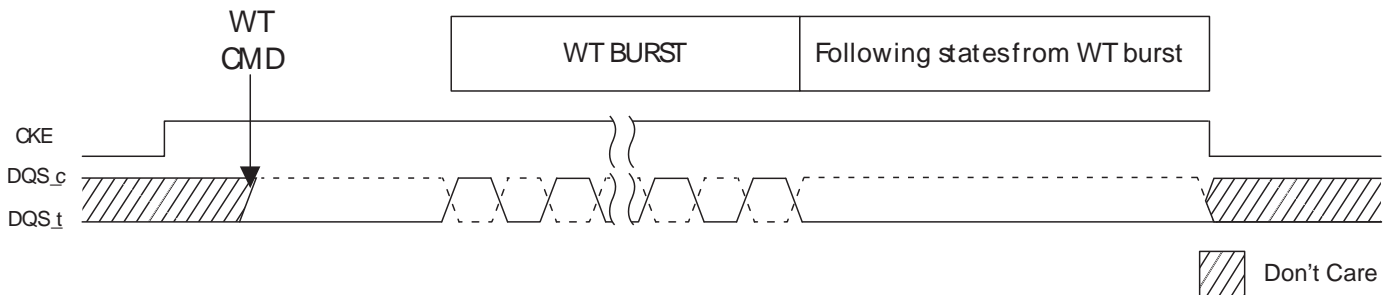 WT
CMD
WT BURST
Following states from WT burst
CKE
DQS_c
DQS_t
Don't Care